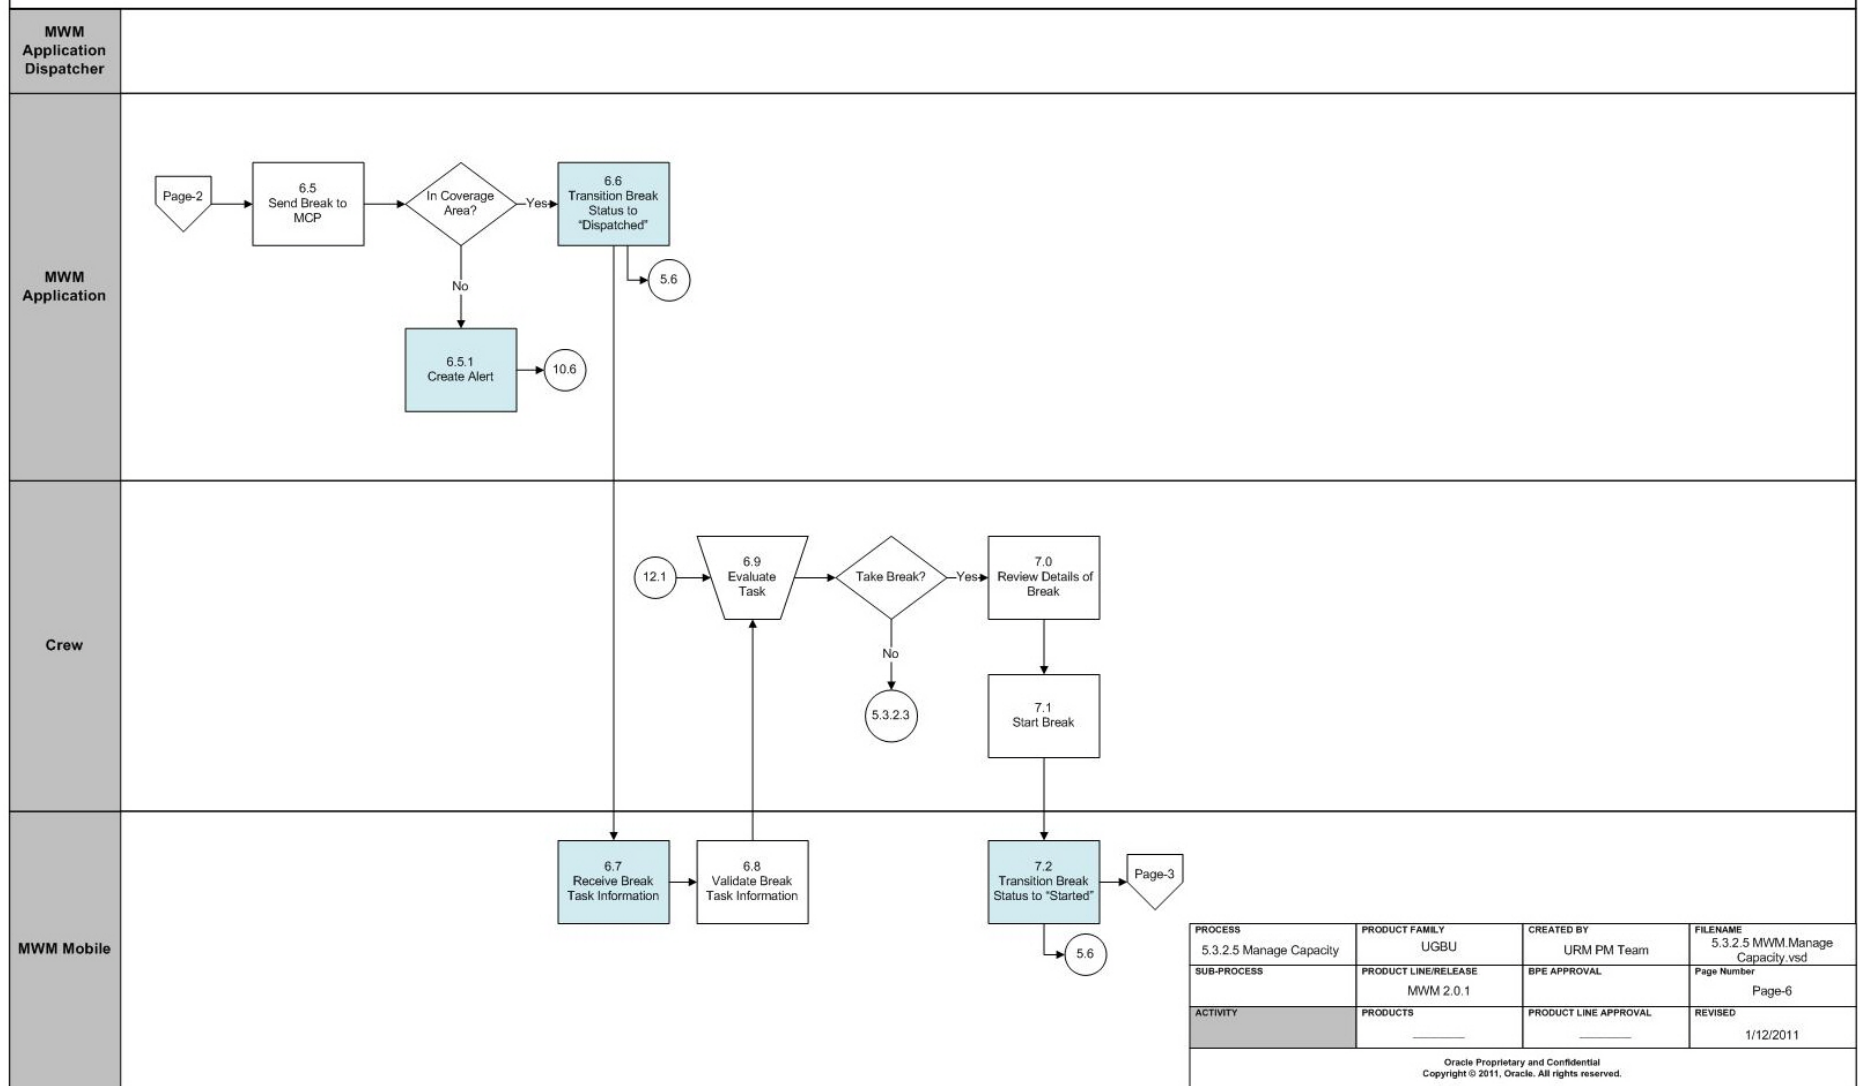 MWM
Application
Dispatcher
MWM
Application
Page-2
6.5
Send Break to
MCP
In Coverage
Area?
Yes
6.6
Transition Break
Status to
“Dispatched”
5.6
No
6.5.1
Create Alert
10.6
Crew
12.1
6.9
Evaluate
Task
Take Break?
Yes
7.0
Review Details of
Break
No
5.3.2.3
7.1
Start Break
MWM Mobile
6.7
Receive Break
Task Information
6.8
Validate Break
Task Information
7.2
Transition Break
Status to “Started”
Page-3
5.6
PROCESS
5.3.2.5 Manage Capacity
PRODUCT FAMILY
UGBU
CREATED BY
URM PM Team
FILENAME
5.3.2.5 MWM.Manage
Capacity.vsd
SUB-PROCESS
PRODUCT LINE/RELEASE
MWM 2.0.1
BPE APPROVAL
Page Number
Page-6
ACTIVITY
PRODUCTS
PRODUCT LINE APPROVAL
REVISED
1/12/2011
Oracle Proprietary and Confidential
Copyright © 2011, Oracle. All rights reserved.